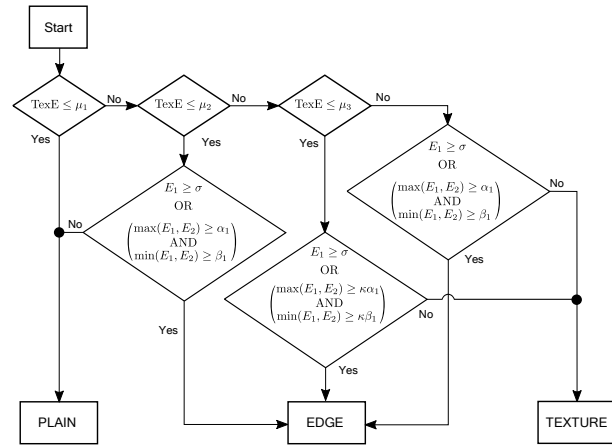 Start
TexE ≤ μ₁
No
TexE ≤ μ₂
No
TexE ≤ μ₃
No
Yes
Yes
Yes
E₁ ≥ σ
OR
(max(E₁, E₂) ≥ α₁
AND
min(E₁, E₂) ≥ β₁)
No
Yes
E₁ ≥ σ
OR
(max(E₁, E₂) ≥ α₁
AND
min(E₁, E₂) ≥ β₁)
No
Yes
E₁ ≥ σ
OR
(max(E₁, E₂) ≥ κα₁
AND
min(E₁, E₂) ≥ κβ₁)
No
Yes
PLAIN
EDGE
TEXTURE